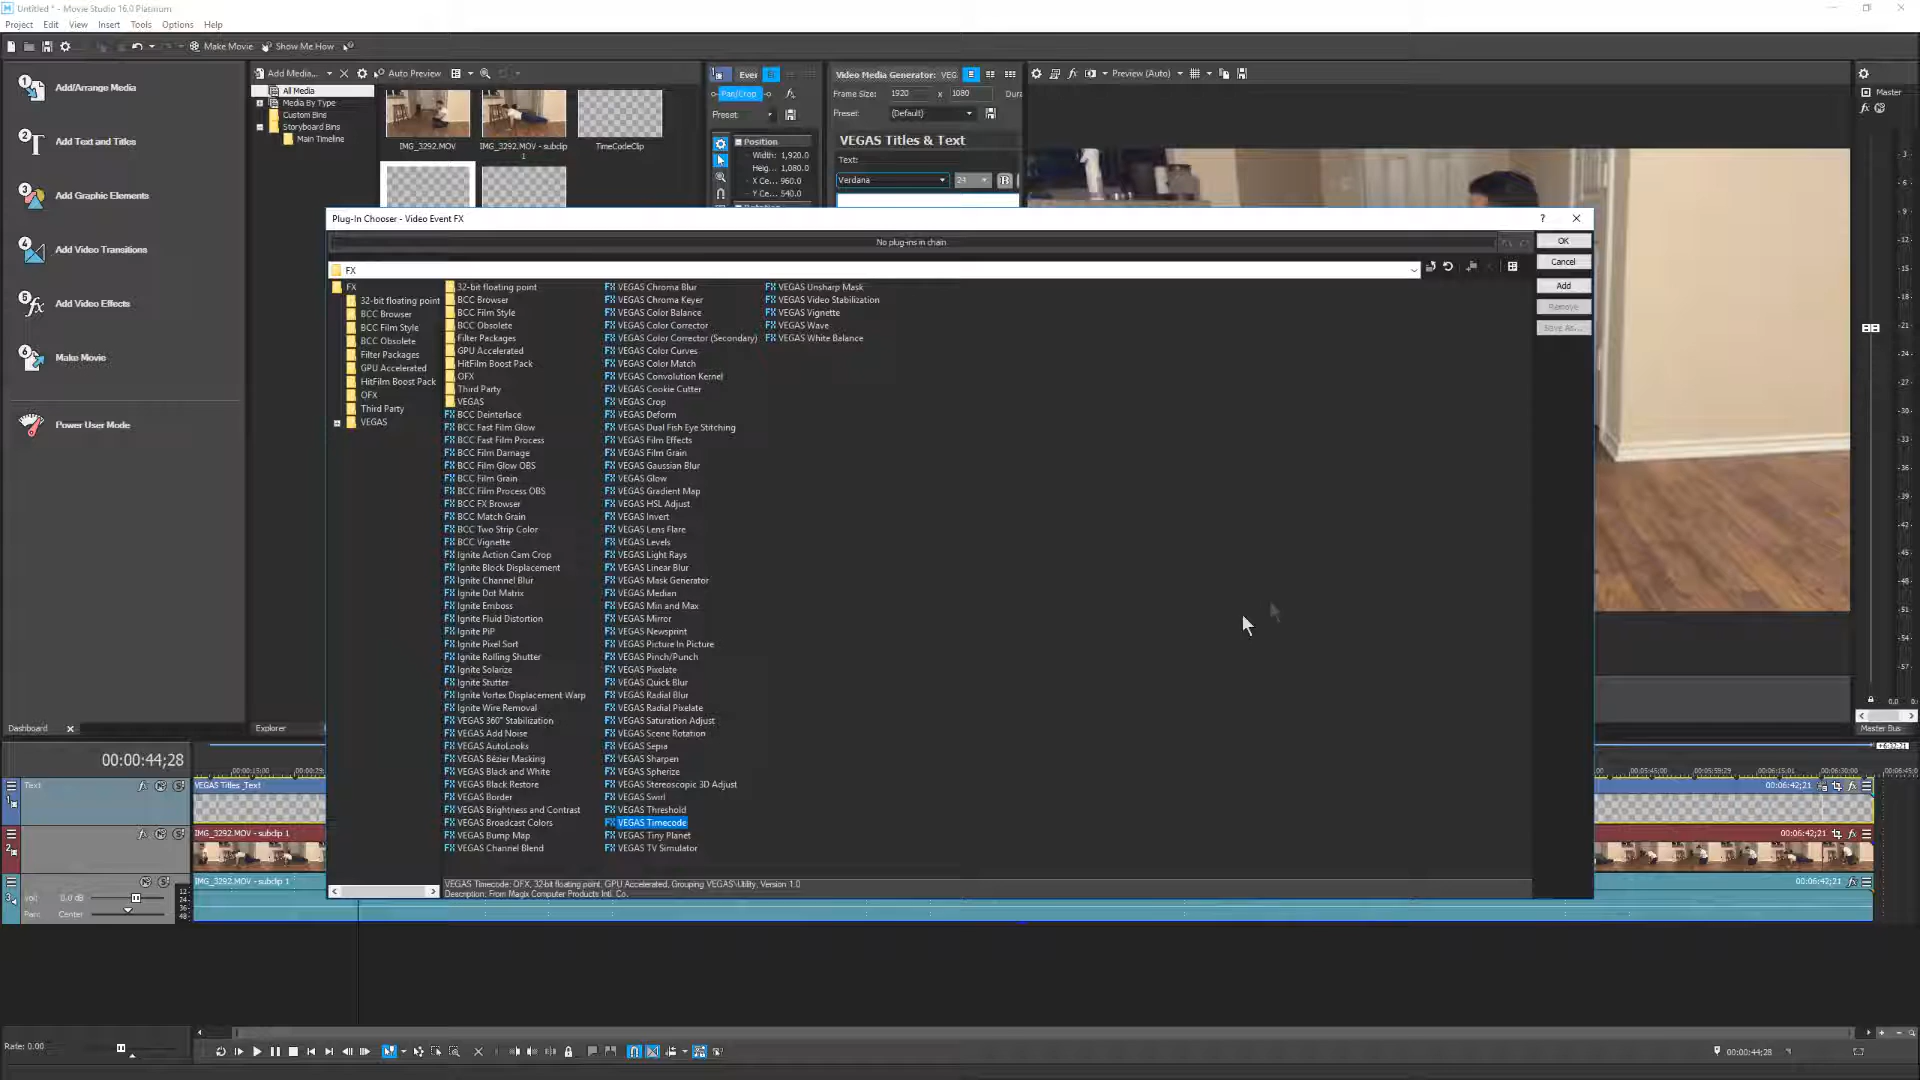 Untitled * - Movie Studio 16.0 Platinum
Project Edit View Insert Tools Options Help
Make Movie Show Me How
1 Add/Arrange Media
2 Add Text and Titles
3 Add Graphic Elements
4 Add Video Transitions
5 Add Video Effects
6 Make Movie
Power User Mode
Dashboard
Add Media... Auto Preview
All Media
Media By Type
Custom Bins
Storyboard Bins
Main Timeline
IMG_3292.MOV
IMG_3292.MOV - subclip 1
TimeCodeClip
Explorer
Pan/Crop
Preset:
Position
Width: 1,920.0
Heig... 1,080.0
X Ce... 960.0
Y Ce... 540.0
Video Media Generator: VEG
Frame Size: 1920 x 1080 Dura
Preset: (Default)
VEGAS Titles & Text
Text:
Verdana 24 B
Preview (Auto)
Master
Master Bus
Plug-In Chooser - Video Event FX
No plug-ins in chain
OK
Cancel
Add
Remove
Save As...
FX
FX
32-bit floating point
BCC Browser
BCC Film Style
BCC Obsolete
Filter Packages
GPU Accelerated
HitFilm Boost Pack
OFX
Third Party
VEGAS
32-bit floating point
BCC Browser
BCC Film Style
BCC Obsolete
Filter Packages
GPU Accelerated
HitFilm Boost Pack
OFX
Third Party
VEGAS
BCC Deinterlace
BCC Fast Film Glow
BCC Fast Film Process
BCC Film Damage
BCC Film Glow OBS
BCC Film Grain
BCC Film Process OBS
BCC FX Browser
BCC Match Grain
BCC Two Strip Color
BCC Vignette
Ignite Action Cam Crop
Ignite Block Displacement
Ignite Channel Blur
Ignite Dot Matrix
Ignite Emboss
Ignite Fluid Distortion
Ignite PiP
Ignite Pixel Sort
Ignite Rolling Shutter
Ignite Solarize
Ignite Stutter
Ignite Vortex Displacement Warp
Ignite Wire Removal
VEGAS 360° Stabilization
VEGAS Add Noise
VEGAS AutoLooks
VEGAS Bézier Masking
VEGAS Black and White
VEGAS Black Restore
VEGAS Border
VEGAS Brightness and Contrast
VEGAS Broadcast Colors
VEGAS Bump Map
VEGAS Channel Blend
VEGAS Chroma Blur
VEGAS Chroma Keyer
VEGAS Color Balance
VEGAS Color Corrector
VEGAS Color Corrector (Secondary)
VEGAS Color Curves
VEGAS Color Match
VEGAS Convolution Kernel
VEGAS Cookie Cutter
VEGAS Crop
VEGAS Deform
VEGAS Dual Fish Eye Stitching
VEGAS Film Effects
VEGAS Film Grain
VEGAS Gaussian Blur
VEGAS Glow
VEGAS Gradient Map
VEGAS HSL Adjust
VEGAS Invert
VEGAS Lens Flare
VEGAS Levels
VEGAS Light Rays
VEGAS Linear Blur
VEGAS Mask Generator
VEGAS Median
VEGAS Min and Max
VEGAS Mirror
VEGAS Newsprint
VEGAS Picture In Picture
VEGAS Pinch/Punch
VEGAS Pixelate
VEGAS Quick Blur
VEGAS Radial Blur
VEGAS Radial Pixelate
VEGAS Saturation Adjust
VEGAS Scene Rotation
VEGAS Sepia
VEGAS Sharpen
VEGAS Spherize
VEGAS Stereoscopic 3D Adjust
VEGAS Swirl
VEGAS Threshold
VEGAS Timecode
VEGAS Tiny Planet
VEGAS TV Simulator
VEGAS Unsharp Mask
VEGAS Video Stabilization
VEGAS Vignette
VEGAS Wave
VEGAS White Balance
VEGAS Timecode: OFX, 32-bit floating point, GPU Accelerated, Grouping VEGAS\Utility, Version 1.0
Description: From Magix Computer Products Intl. Co.
00:00:44;28
Text
VEGAS Titles _Text 00:06:42;21
IMG_3292.MOV - subclip 1 00:06:42;21
IMG_3292.MOV - subclip 1 00:06:42;21
Vol: 0.0 dB
Pan: Center
Rate: 0.00
00:00:44;28